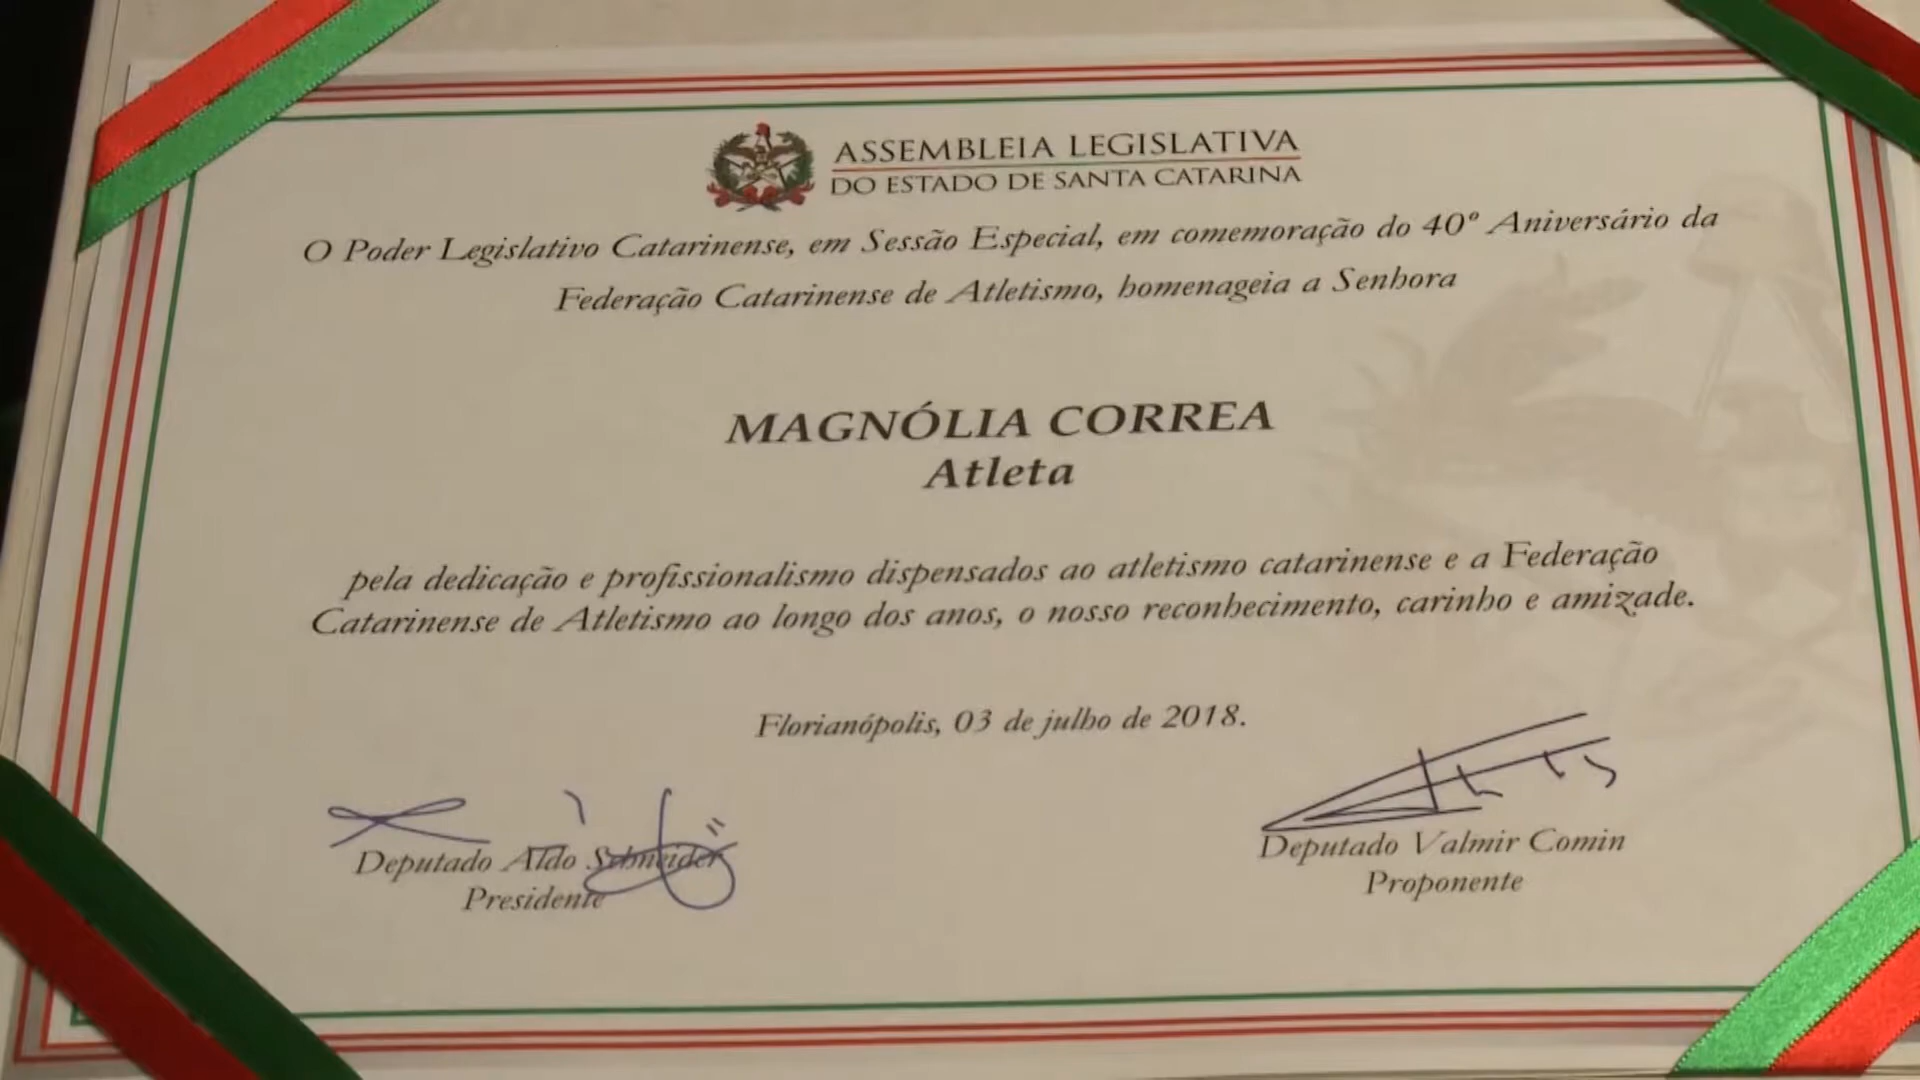 ASSEMBLEIA LEGISLATIVA
DO ESTADO DE SANTA CATARINA
O Poder Legislativo Catarinense, em Sessão Especial, em comemoração do 40º Aniversário da
Federação Catarinense de Atletismo, homenageia a Senhora
MAGNÓLIA CORREA
Atleta
pela dedicação e profissionalismo dispensados ao atletismo catarinense e a Federação
Catarinense de Atletismo ao longo dos anos, o nosso reconhecimento, carinho e amizade.
Florianópolis, 03 de julho de 2018.
Deputado Aldo Schneider
Presidente
Deputado Valmir Comin
Proponente